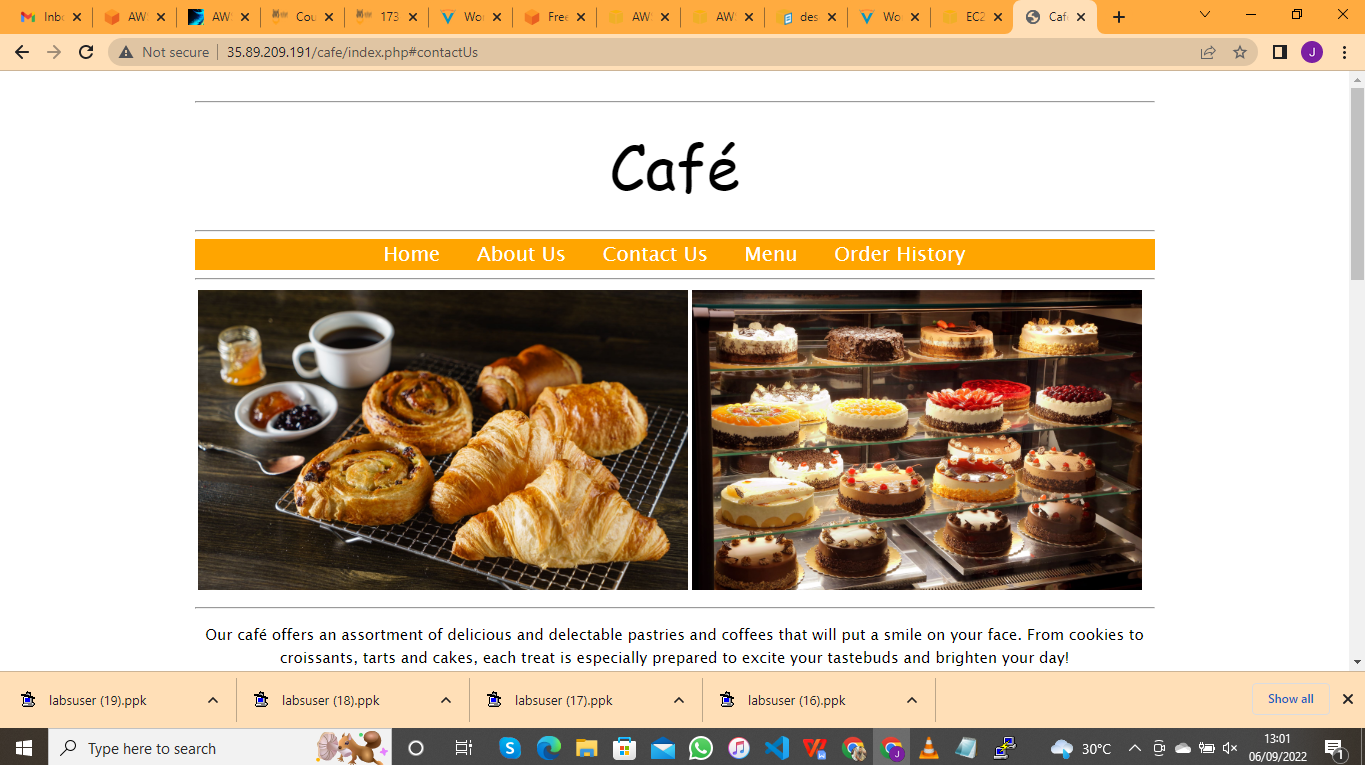 Inbo
AW
AW
Cou
173
Wo
Free
AW
AW
des
Wo
EC2
Caf
Not secure
35.89.209.191/cafe/index.php#contactUs
J
Café
Home About Us Contact Us Menu Order History
Our café offers an assortment of delicious and delectable pastries and coffees that will put a smile on your face. From cookies to
croissants, tarts and cakes, each treat is especially prepared to excite your tastebuds and brighten your day!
labsuser (19).ppk
labsuser (18).ppk
labsuser (17).ppk
labsuser (16).ppk
Show all
Type here to search
30°C
13:01
06/09/2022
1